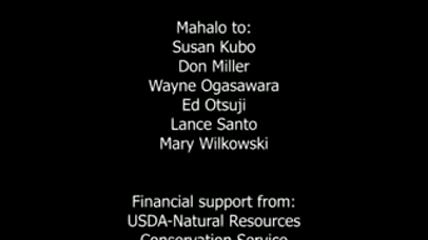 Mahalo to:
Susan Kubo
Don Miller
Wayne Ogasawara
Ed Otsuji
Lance Santo
Mary Wilkowski
Financial support from:
USDA-Natural Resources
Conservation Service